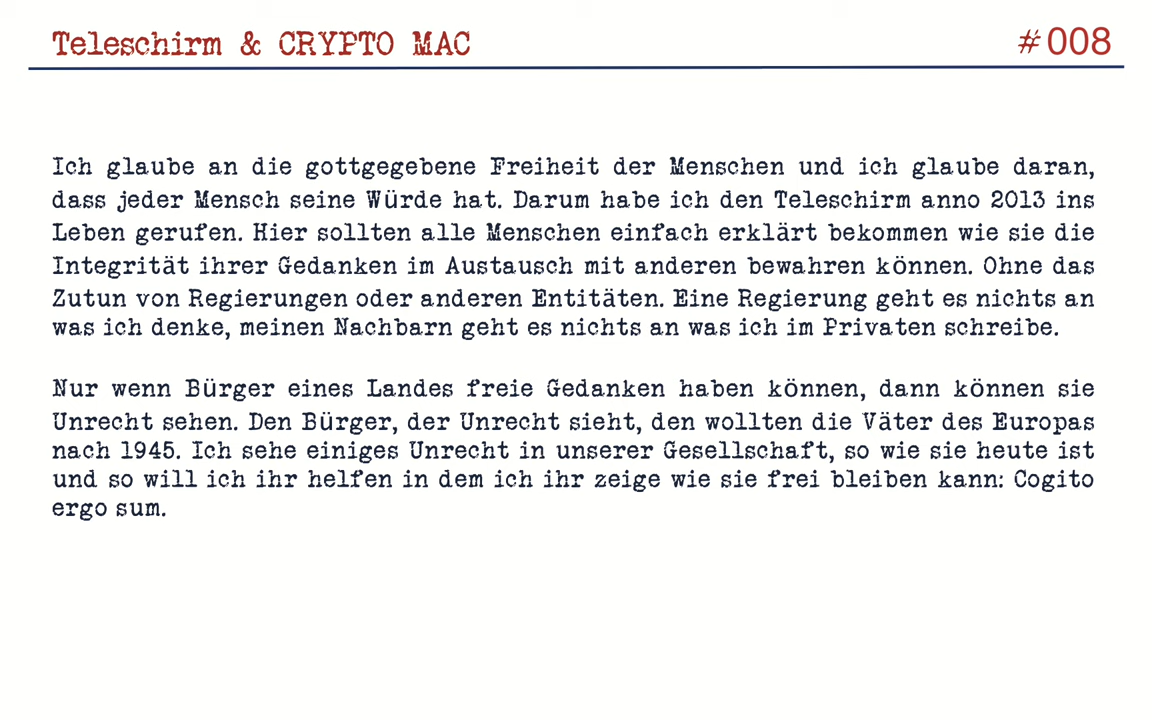 Teleschirm & CRYPTO MAC
#008
Ich glaube an die gottgegebene Freiheit der Menschen und ich glaube daran,
dass jeder Mensch seine Würde hat. Darum habe ich den Teleschirm anno 2013 ins
Leben gerufen. Hier sollten alle Menschen einfach erklärt bekommen wie sie die
Integrität ihrer Gedanken im Austausch mit anderen bewahren können. Ohne das
Zutun von Regierungen oder anderen Entitäten. Eine Regierung geht es nichts an
was ich denke, meinen Nachbarn geht es nichts an was ich im Privaten schreibe.
Nur wenn Bürger eines Landes freie Gedanken haben können, dann können sie
Unrecht sehen. Den Bürger, der Unrecht sieht, den wollten die Väter des Europas
nach 1945. Ich sehe einiges Unrecht in unserer Gesellschaft, so wie sie heute ist
und so will ich ihr helfen in dem ich ihr zeige wie sie frei bleiben kann: Cogito
ergo sum.